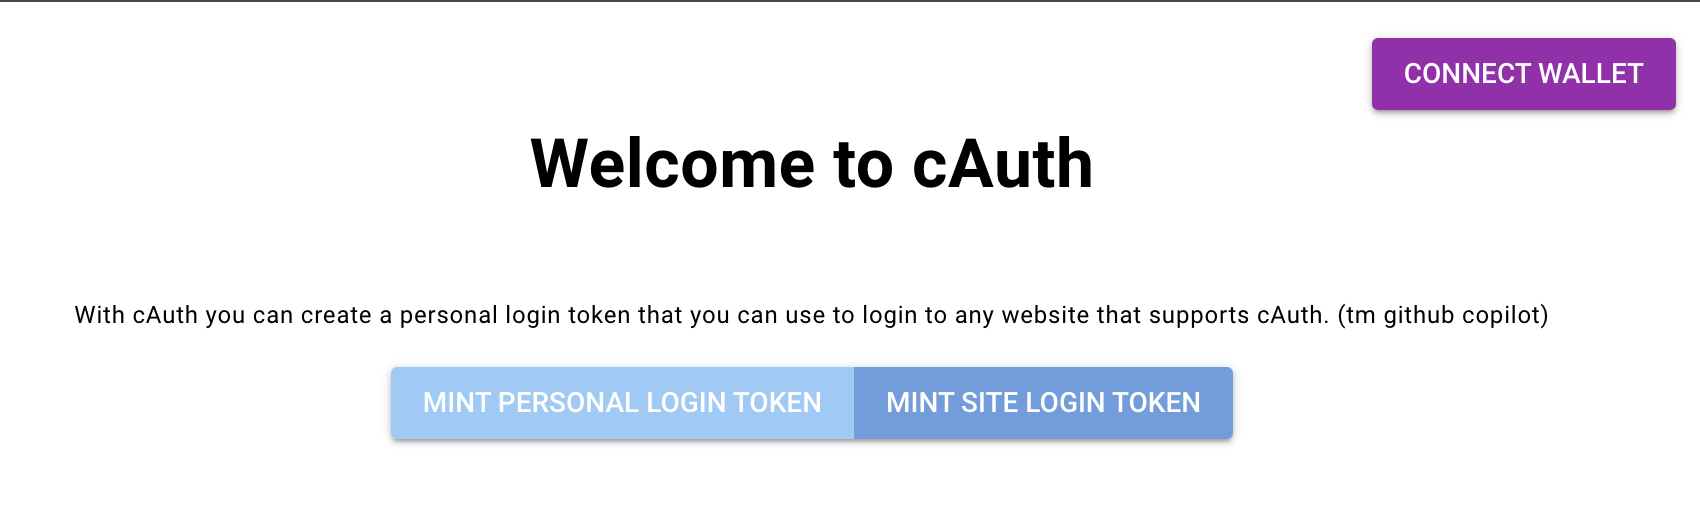 CONNECT WALLET
Welcome to cAuth
With cAuth you can create a personal login token that you can use to login to any website that supports cAuth. (tm github copilot)
MINT PERSONAL LOGIN TOKEN
MINT SITE LOGIN TOKEN